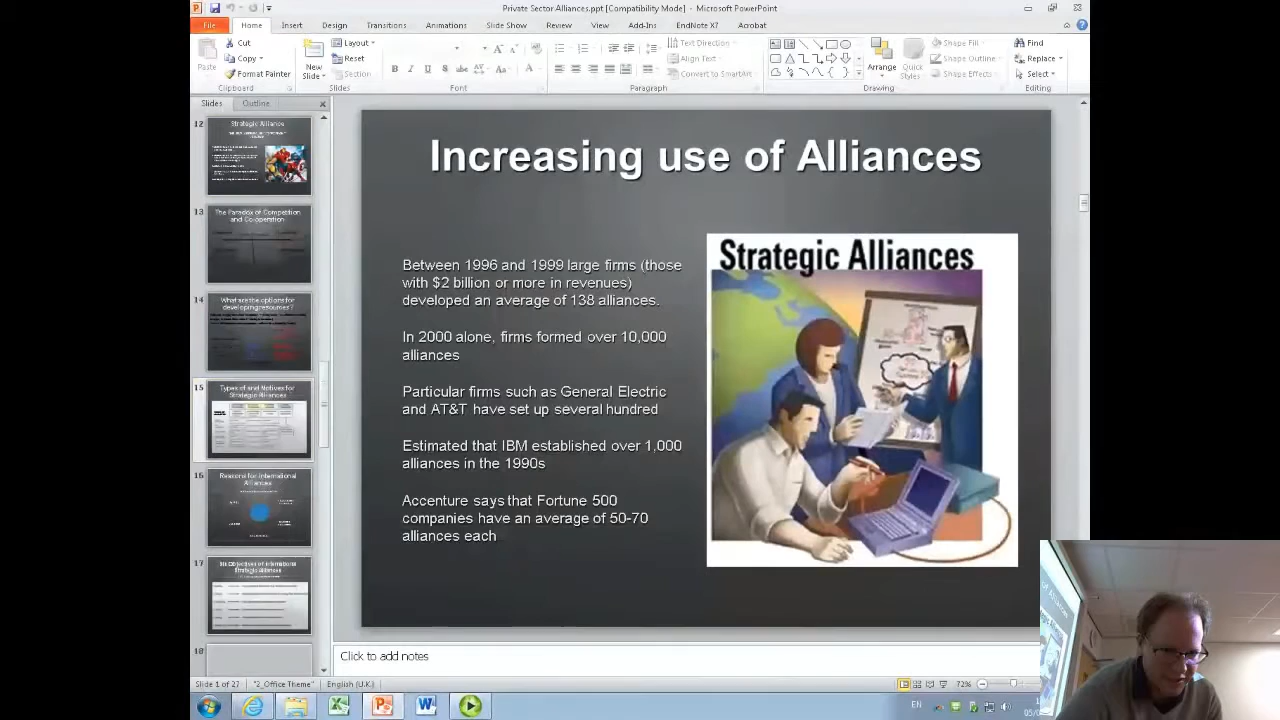 Private Sector Alliances.ppt [Compatibility Mode] - Microsoft PowerPoint
File Home Insert Design Transitions Animations Slide Show Review View Add-Ins EndNote X7 Acrobat
Paste
Cut
Copy
Format Painter
Clipboard
New Slide
Layout
Reset
Section
Slides
Font
Text Direction
Align Text
Convert to SmartArt
Paragraph
Arrange
Quick Styles
Shape Fill
Shape Outline
Shape Effects
Drawing
Find
Replace
Select
Editing
Slides Outline
12
Strategic Alliance
13
The Paradox of Competition
and Co-operation
14
What are the options for
developing resources?
15
Types of and Motives for
Strategic Alliances
16
Reasons for International
Alliances
17
Strategic Alliances
18
Increasing use of Alliances
Between 1996 and 1999 large firms (those
with $2 billion or more in revenues)
developed an average of 138 alliances.
In 2000 alone, firms formed over 10,000
alliances
Particular firms such as General Electric
and AT&T have set up several hundred
Estimated that IBM established over 1,000
alliances in the 1990s
Accenture says that Fortune 500
companies have an average of 50-70
alliances each
Strategic Alliances
Click to add notes
Slide 1 of 27 "2_Office Theme" English (U.K.) 72%
EN